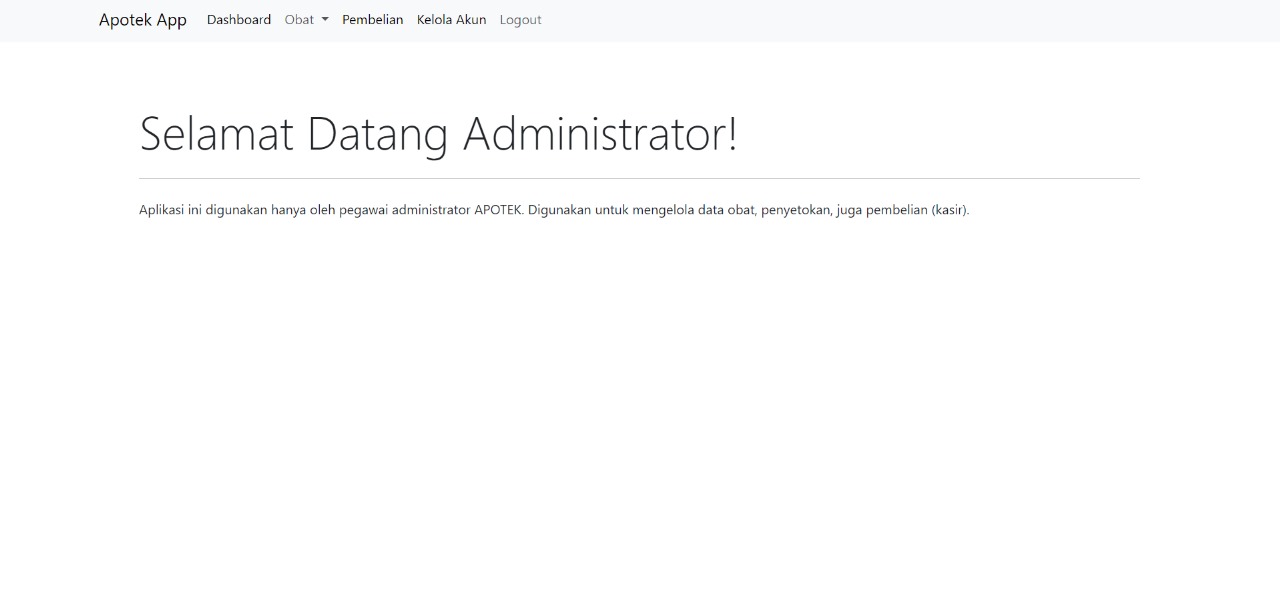 Apotek App Dashboard Obat Pembelian Kelola Akun Logout
Selamat Datang Administrator!
Aplikasi ini digunakan hanya oleh pegawai administrator APOTEK. Digunakan untuk mengelola data obat, penyetokan, juga pembelian (kasir).